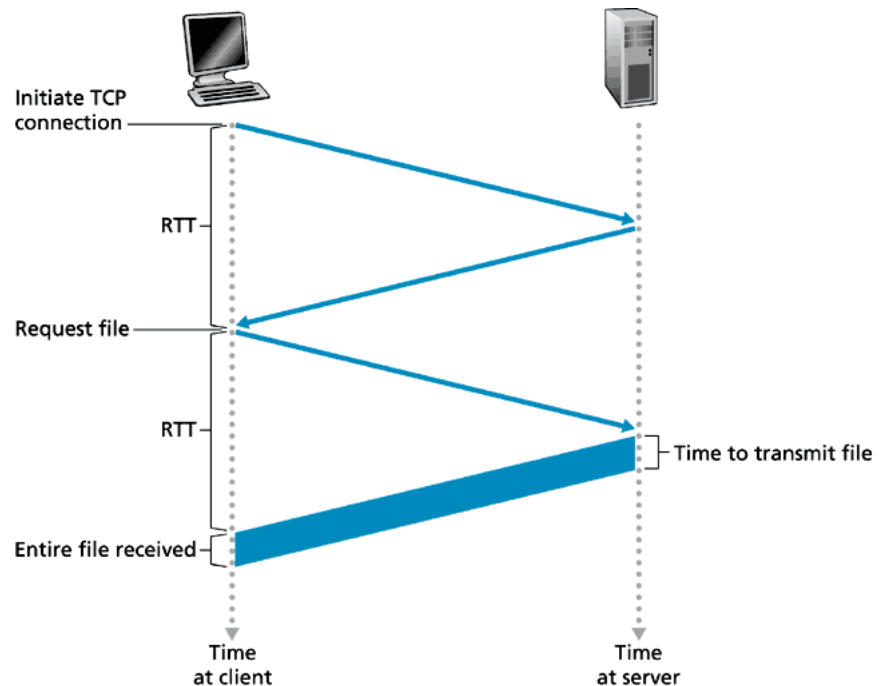 Initiate TCP
connection
RTT
Request file
RTT
Time to transmit file
Entire file received
Time
at client
Time
at server